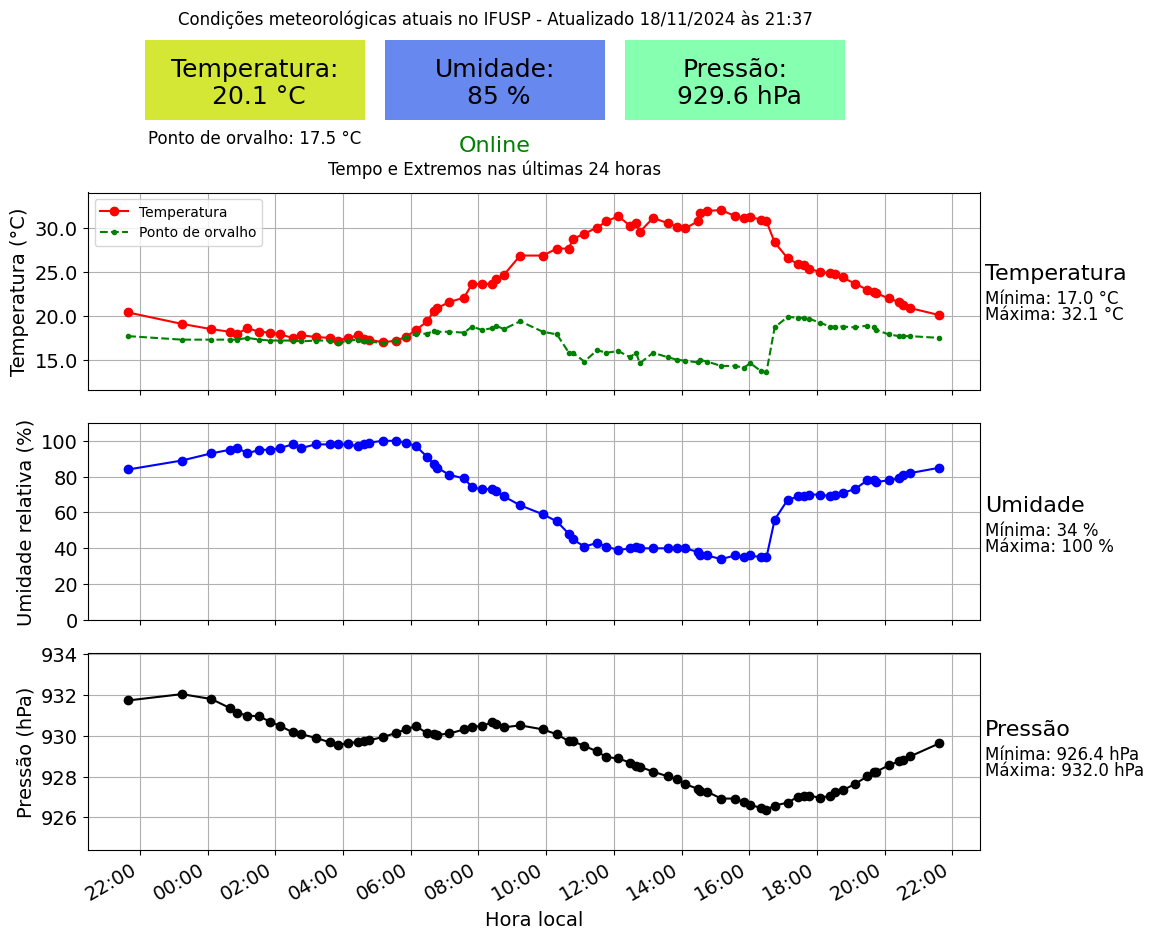 Condições meteorológicas atuais no IFUSP - Atualizado 18/11/2024 às 21:37
Temperatura:
20.1 °C
Umidade:
85 %
Pressão:
929.6 hPa
Ponto de orvalho: 17.5 °C
Online
Tempo e Extremos nas últimas 24 horas
Temperatura (°C)
30.0
25.0
20.0
15.0
Temperatura
Ponto de orvalho
Temperatura
Mínima: 17.0 °C
Máxima: 32.1 °C
Umidade relativa (%)
100
80
60
40
20
0
Umidade
Mínima: 34 %
Máxima: 100 %
Pressão (hPa)
934
932
930
928
926
Pressão
Mínima: 926.4 hPa
Máxima: 932.0 hPa
22:00 00:00 02:00 04:00 06:00 08:00 10:00 12:00 14:00 16:00 18:00 20:00 22:00
Hora local